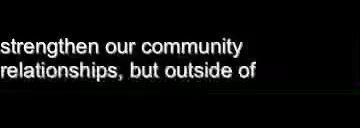 strengthen our community
relationships, but outside of